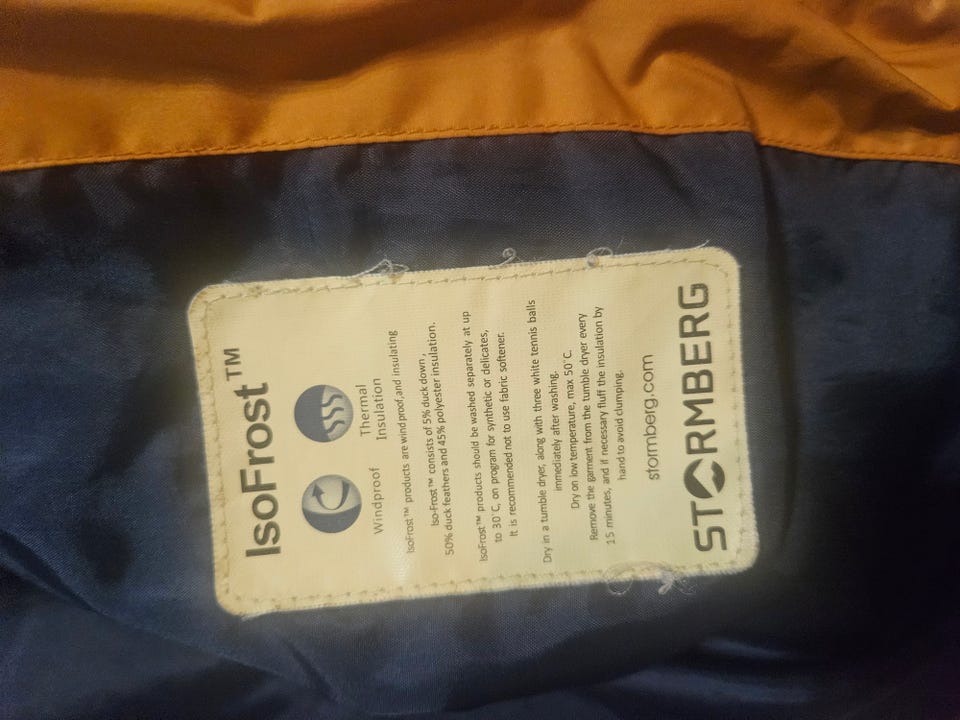 IsoFrost™
Windproof
Thermal
Insulation
IsoFrost™ products are windproof,and insulating
Iso-Frost™ consists of 5% duck down,
50% duck feathers and 45% polyester insulation.
IsoFrost™ products should be washed separately at up
to 30°C, on program for synthetic or delicates,
It is recommended not to use fabric softener.
Dry in a tumble dryer, along with three white tennis balls
immediately after washing.
Dry on low temperature, max 50°C.
Remove the garment from the tumble dryer every
15 minutes, and if necessary fluff the insulation by
hand to avoid clumping.
stormberg.com
STORMBERG